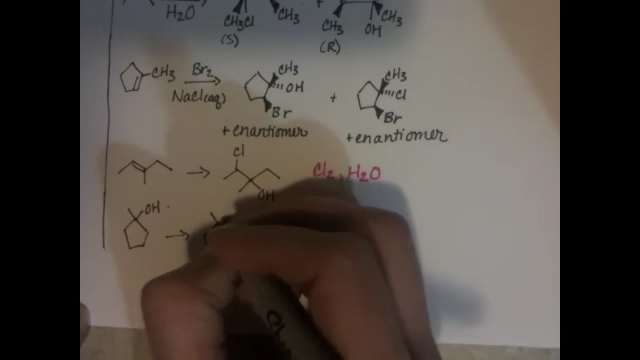 H₂O CH₃Cl CH₃ + CH₃ OH CH₃
(S) (R)
CH₃ Br₂ NaCl(aq) CH₃ OH Br + CH₃ Cl Br
+ enantiomer + enantiomer
Cl OH Cl₂, H₂O
OH